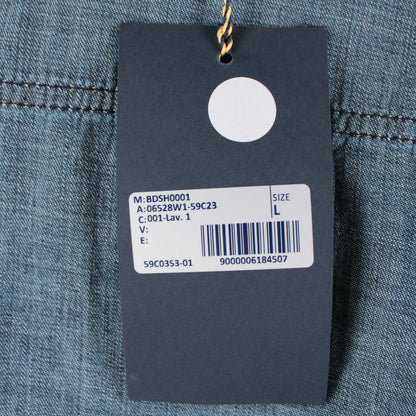 M: BDSH0001
A: 06528W1-59C23
C: 001-Lav. 1
V:
E:
SIZE
L
59C0353-01
9000006184507